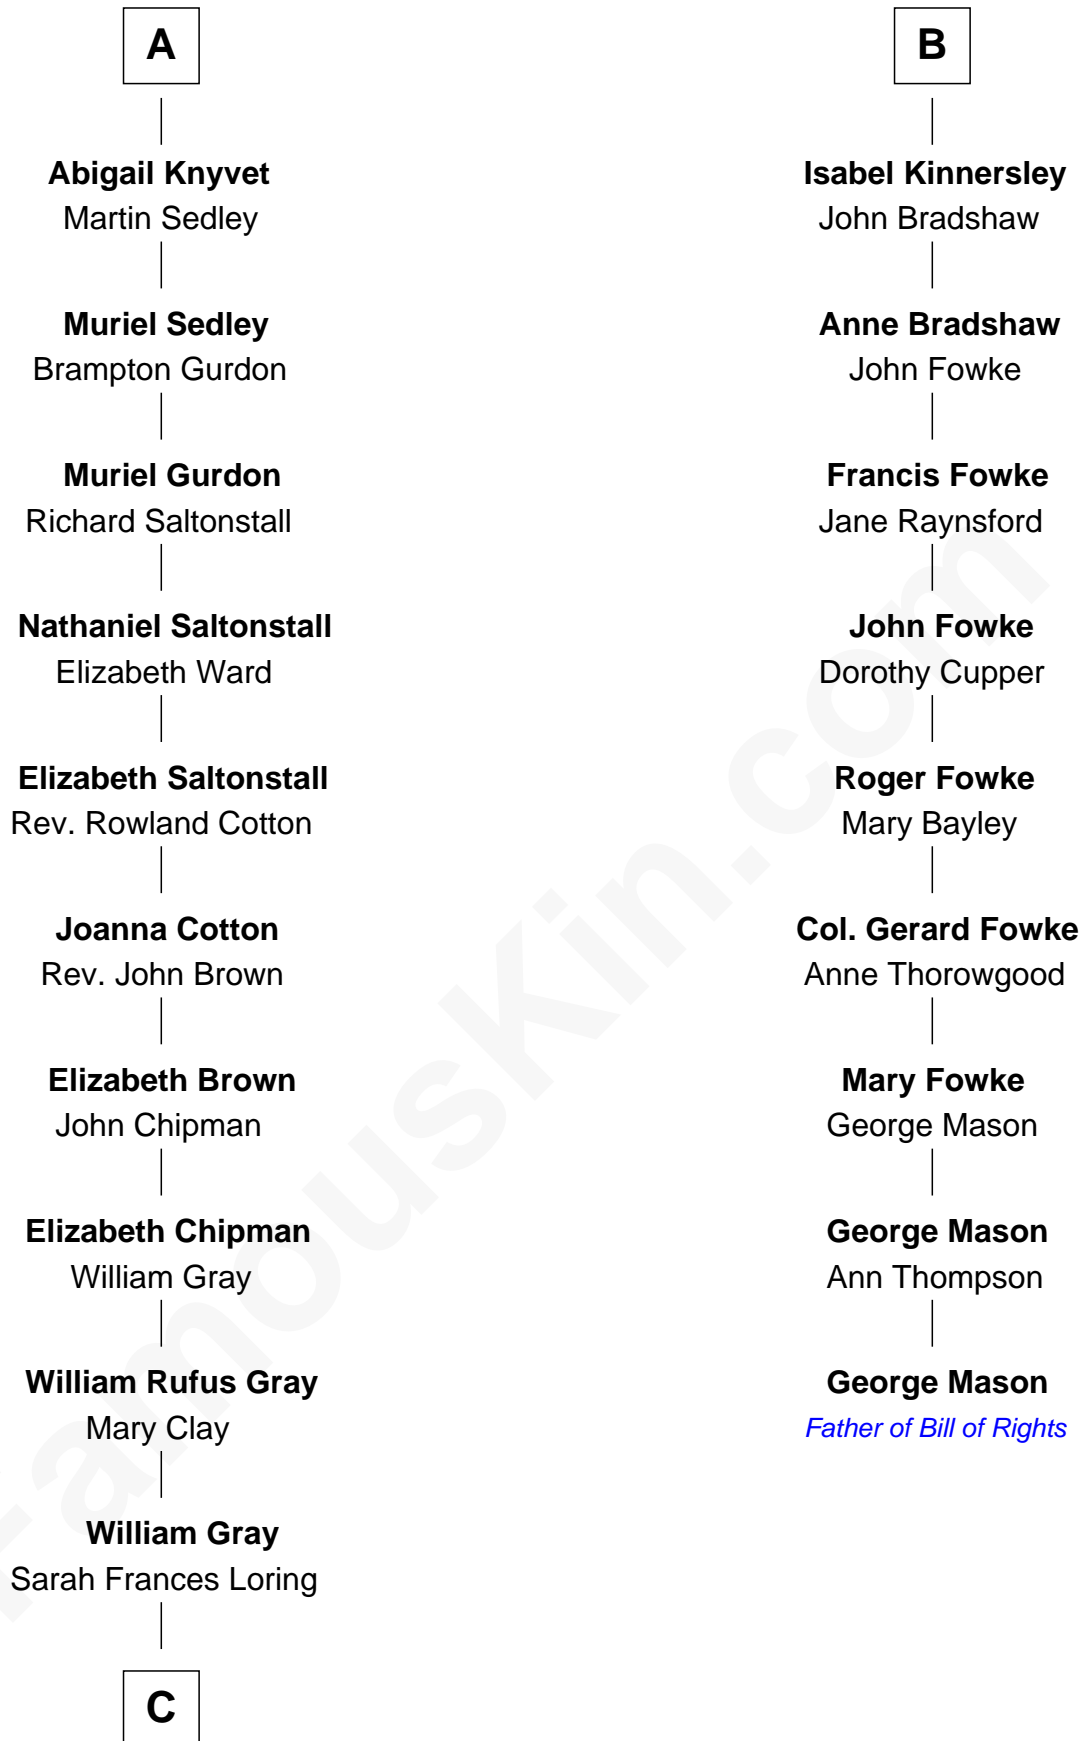 A
Abigail Knyvet
Martin Sedley
Muriel Sedley
Brampton Gurdon
Muriel Gurdon
Richard Saltonstall
Nathaniel Saltonstall
Elizabeth Ward
Elizabeth Saltonstall
Rev. Rowland Cotton
Joanna Cotton
Rev. John Brown
Elizabeth Brown
John Chipman
Elizabeth Chipman
William Gray
William Rufus Gray
Mary Clay
William Gray
Sarah Frances Loring
C
B
Isabel Kinnersley
John Bradshaw
Anne Bradshaw
John Fowke
Francis Fowke
Jane Raynsford
John Fowke
Dorothy Cupper
Roger Fowke
Mary Bayley
Col. Gerard Fowke
Anne Thorowgood
Mary Fowke
George Mason
George Mason
Ann Thompson
George Mason
Father of Bill of Rights
FamousKin.com